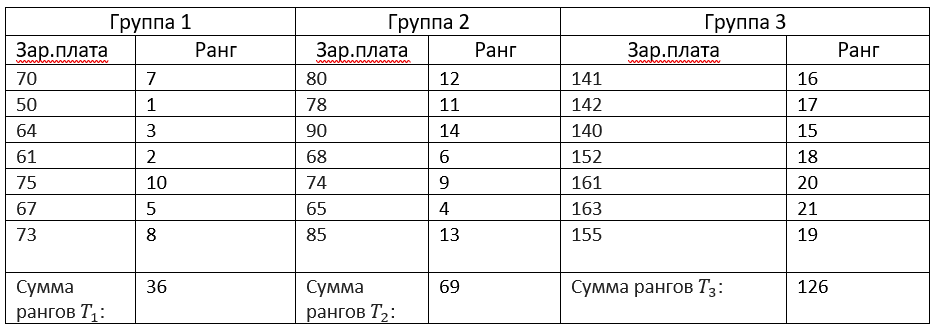 Группа 1 Группа 2 Группа 3
Зар.плата Ранг Зар.плата Ранг Зар.плата Ранг
70 7 80 12 141 16
50 1 78 11 142 17
64 3 90 14 140 15
61 2 68 6 152 18
75 10 74 9 161 20
67 5 65 4 163 21
73 8 85 13 155 19
Сумма 36 Сумма 69 Сумма рангов T₃: 126
рангов T₁: рангов T₂: